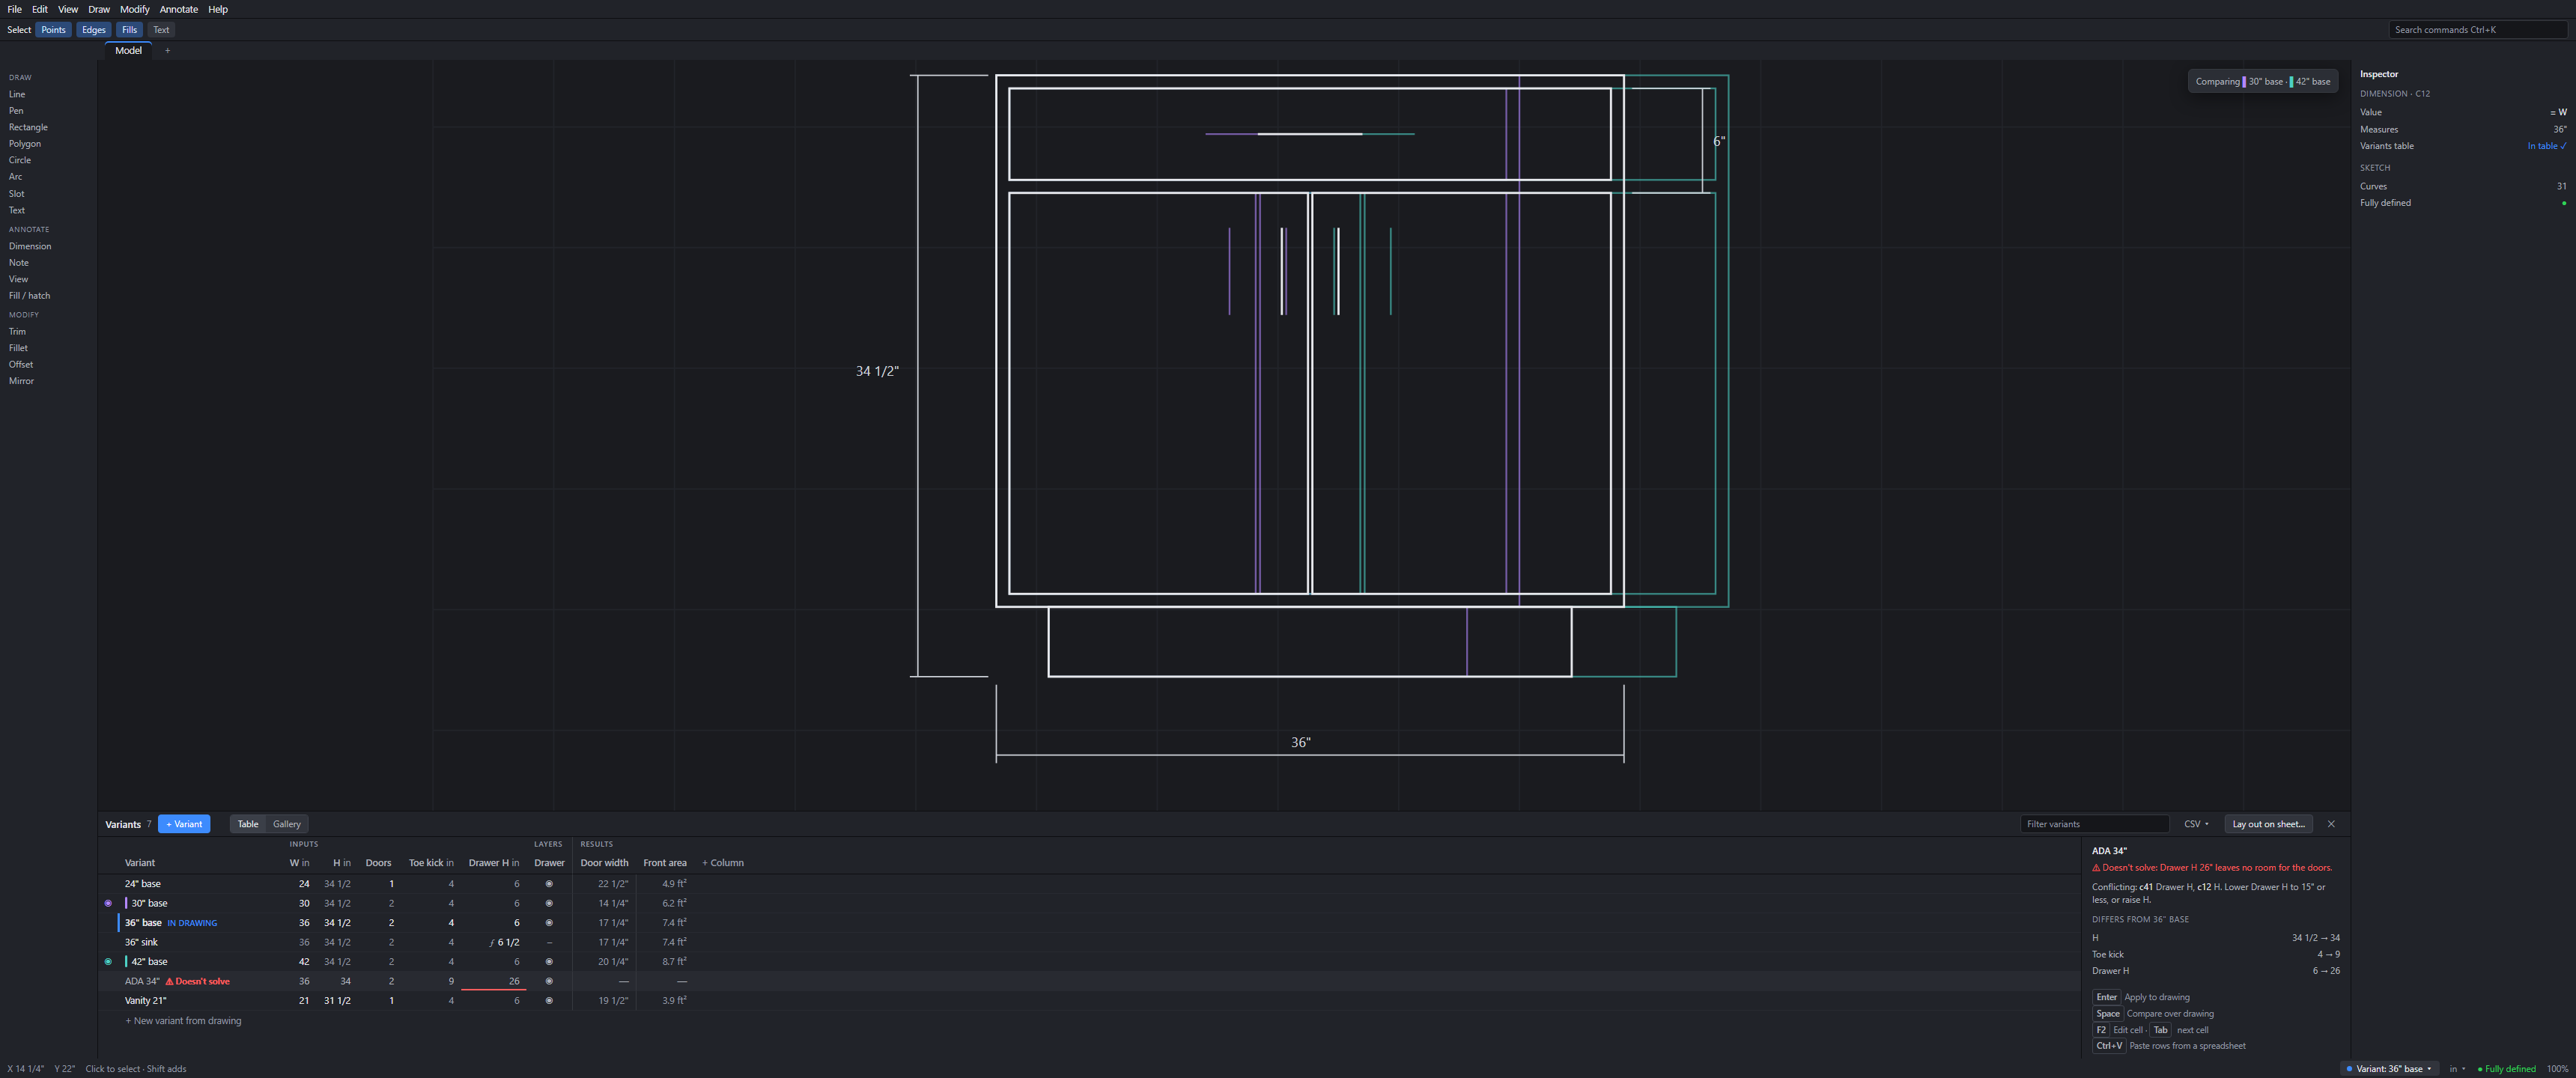 File Edit View Draw Modify Annotate Help
Select Points Edges Fills Text
Search commands Ctrl+K
Model +
DRAW
Line
Pen
Rectangle
Polygon
Circle
Arc
Slot
Text
ANNOTATE
Dimension
Note
View
Fill / hatch
MODIFY
Trim
Fillet
Offset
Mirror
Comparing 30" base · 42" base
6"
34 1/2"
36"
Inspector
DIMENSION · C12
Value = W
Measures 36"
Variants table In table ✓
SKETCH
Curves 31
Fully defined
Variants 7 + Variant Table Gallery
Filter variants CSV Lay out on sheet...
INPUTS LAYERS RESULTS
Variant W in H in Doors Toe kick in Drawer H in Drawer Door width Front area + Column
24" base 24 34 1/2 1 4 6 22 1/2" 4.9 ft²
30" base 30 34 1/2 2 4 6 14 1/4" 6.2 ft²
36" base IN DRAWING 36 34 1/2 2 4 6 17 1/4" 7.4 ft²
36" sink 36 34 1/2 2 4 ƒ 6 1/2 – 17 1/4" 7.4 ft²
42" base 42 34 1/2 2 4 6 20 1/4" 8.7 ft²
ADA 34" ⚠ Doesn't solve 36 34 2 9 26 — —
Vanity 21" 21 31 1/2 1 4 6 19 1/2" 3.9 ft²
+ New variant from drawing
ADA 34"
⚠ Doesn't solve: Drawer H 26" leaves no room for the doors.
Conflicting: c41 Drawer H, c12 H. Lower Drawer H to 15" or
less, or raise H.
DIFFERS FROM 36" BASE
H 34 1/2 → 34
Toe kick 4 → 9
Drawer H 6 → 26
Enter Apply to drawing
Space Compare over drawing
F2 Edit cell · Tab next cell
Ctrl+V Paste rows from a spreadsheet
X 14 1/4" Y 22" Click to select · Shift adds
Variant: 36" base in Fully defined 100%